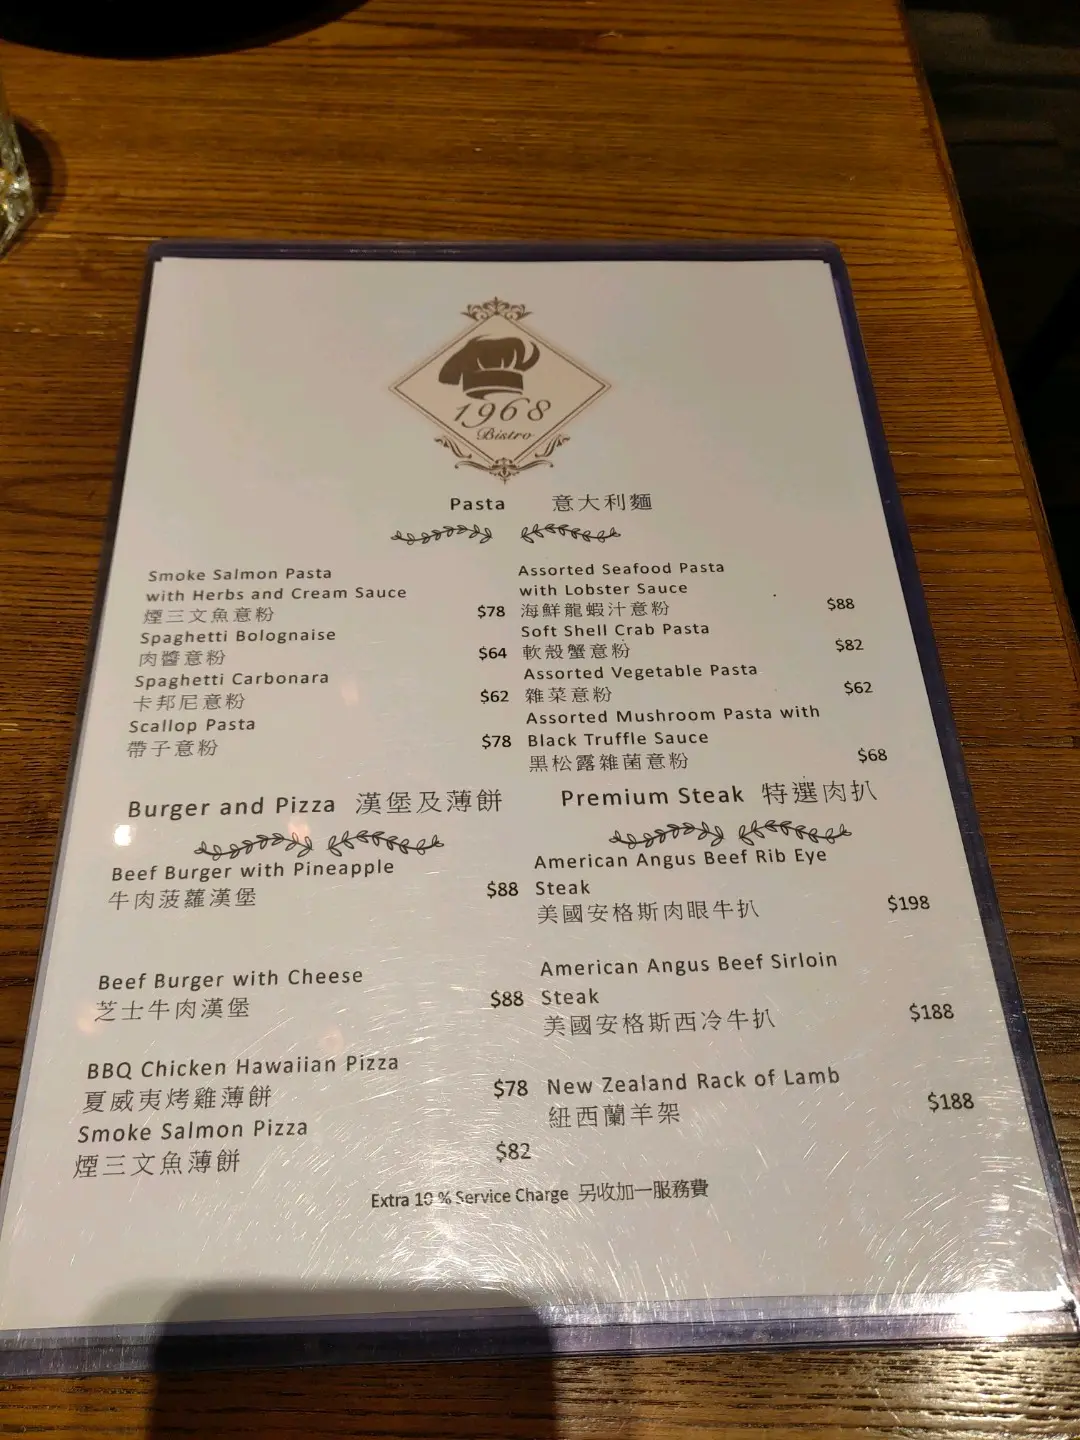 1968
Bistro
Pasta 意大利麵
Smoke Salmon Pasta
with Herbs and Cream Sauce
煙三文魚意粉 $78
Spaghetti Bolognaise
肉醬意粉 $64
Spaghetti Carbonara
卡邦尼意粉 $62
Scallop Pasta
帶子意粉 $78
Assorted Seafood Pasta
with Lobster Sauce
海鮮龍蝦汁意粉 $88
Soft Shell Crab Pasta
軟殼蟹意粉 $82
Assorted Vegetable Pasta
雜菜意粉 $62
Assorted Mushroom Pasta with
Black Truffle Sauce
黑松露雜菌意粉 $68
Burger and Pizza 漢堡及薄餅
Beef Burger with Pineapple
牛肉菠蘿漢堡 $88
Beef Burger with Cheese
芝士牛肉漢堡 $88
BBQ Chicken Hawaiian Pizza
夏威夷烤雞薄餅 $78
Smoke Salmon Pizza
煙三文魚薄餅 $82
Premium Steak 特選肉扒
American Angus Beef Rib Eye
Steak
美國安格斯肉眼牛扒 $198
American Angus Beef Sirloin
Steak
美國安格斯西冷牛扒 $188
New Zealand Rack of Lamb
紐西蘭羊架 $188
Extra 10 % Service Charge 另收加一服務費